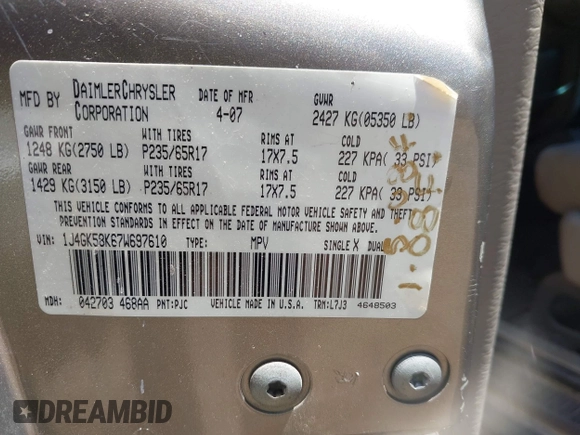 MFD BY DAIMLERCHRYSLER CORPORATION DATE OF MFR 4-07 GVWR 2427 KG(05350 LB)
GAWR FRONT WITH TIRES RIMS AT COLD
1248 KG(2750 LB) P235/65R17 17X7.5 227 KPA( 33 PSI)
GAWR REAR WITH TIRES RIMS AT COLD
1429 KG(3150 LB) P235/65R17 17X7.5 227 KPA( 33 PSI)
THIS VEHICLE CONFORMS TO ALL APPLICABLE FEDERAL MOTOR VEHICLE SAFETY AND THEFT
PREVENTION STANDARDS IN EFFECT ON THE DATE OF MANUFACTURE SHOWN ABOVE.
VIN: 1J4GK58K67W697610 TYPE: MPV SINGLE X DUAL
MDH: 042703 468AA PNT:PJC VEHICLE MADE IN U.S.A. TRM:L7J3 4648503
DREAMBID